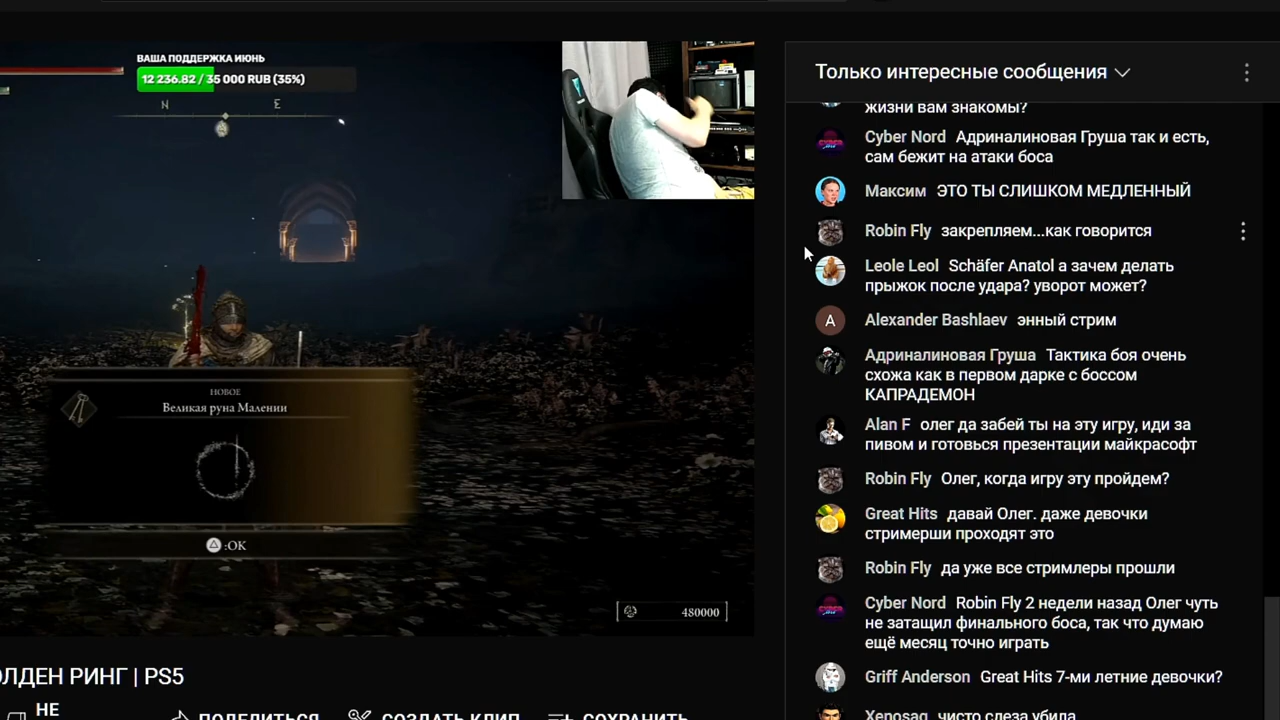 ВАША ПОДДЕРЖКА ИЮНЬ
12 236.82 / 35 000 RUB (35%)
N E
НОВОЕ
Великая руна Малении
:OK
480000
ЛДЕН РИНГ | PS5
НЕ
ПОДЕЛИТЬСЯ
СОЗДАТЬ КЛИП
СОХРАНИТЬ
Только интересные сообщения
жизни вам знакомы?
Cyber Nord Адриналиновая Груша так и есть,
сам бежит на атаки боса
Максим ЭТО ТЫ СЛИШКОМ МЕДЛЕННЫЙ
Robin Fly закрепляем...как говорится
Leole Leol Schäfer Anatol а зачем делать
прыжок после удара? уворот может?
A
Alexander Bashlaev энный стрим
Адриналиновая Груша Тактика боя очень
схожа как в первом дарке с боссом
КАПРАДЕМОН
Alan F олег да забей ты на эту игру, иди за
пивом и готовься презентации майкрасофт
Robin Fly Олег, когда игру эту пройдем?
Great Hits давай Олег. даже девочки
стримерши проходят это
Robin Fly да уже все стримлеры прошли
Cyber Nord Robin Fly 2 недели назад Олег чуть
не затащил финального боса, так что думаю
ещё месяц точно играть
Griff Anderson Great Hits 7-ми летние девочки?
Xenosag чисто слеза убила